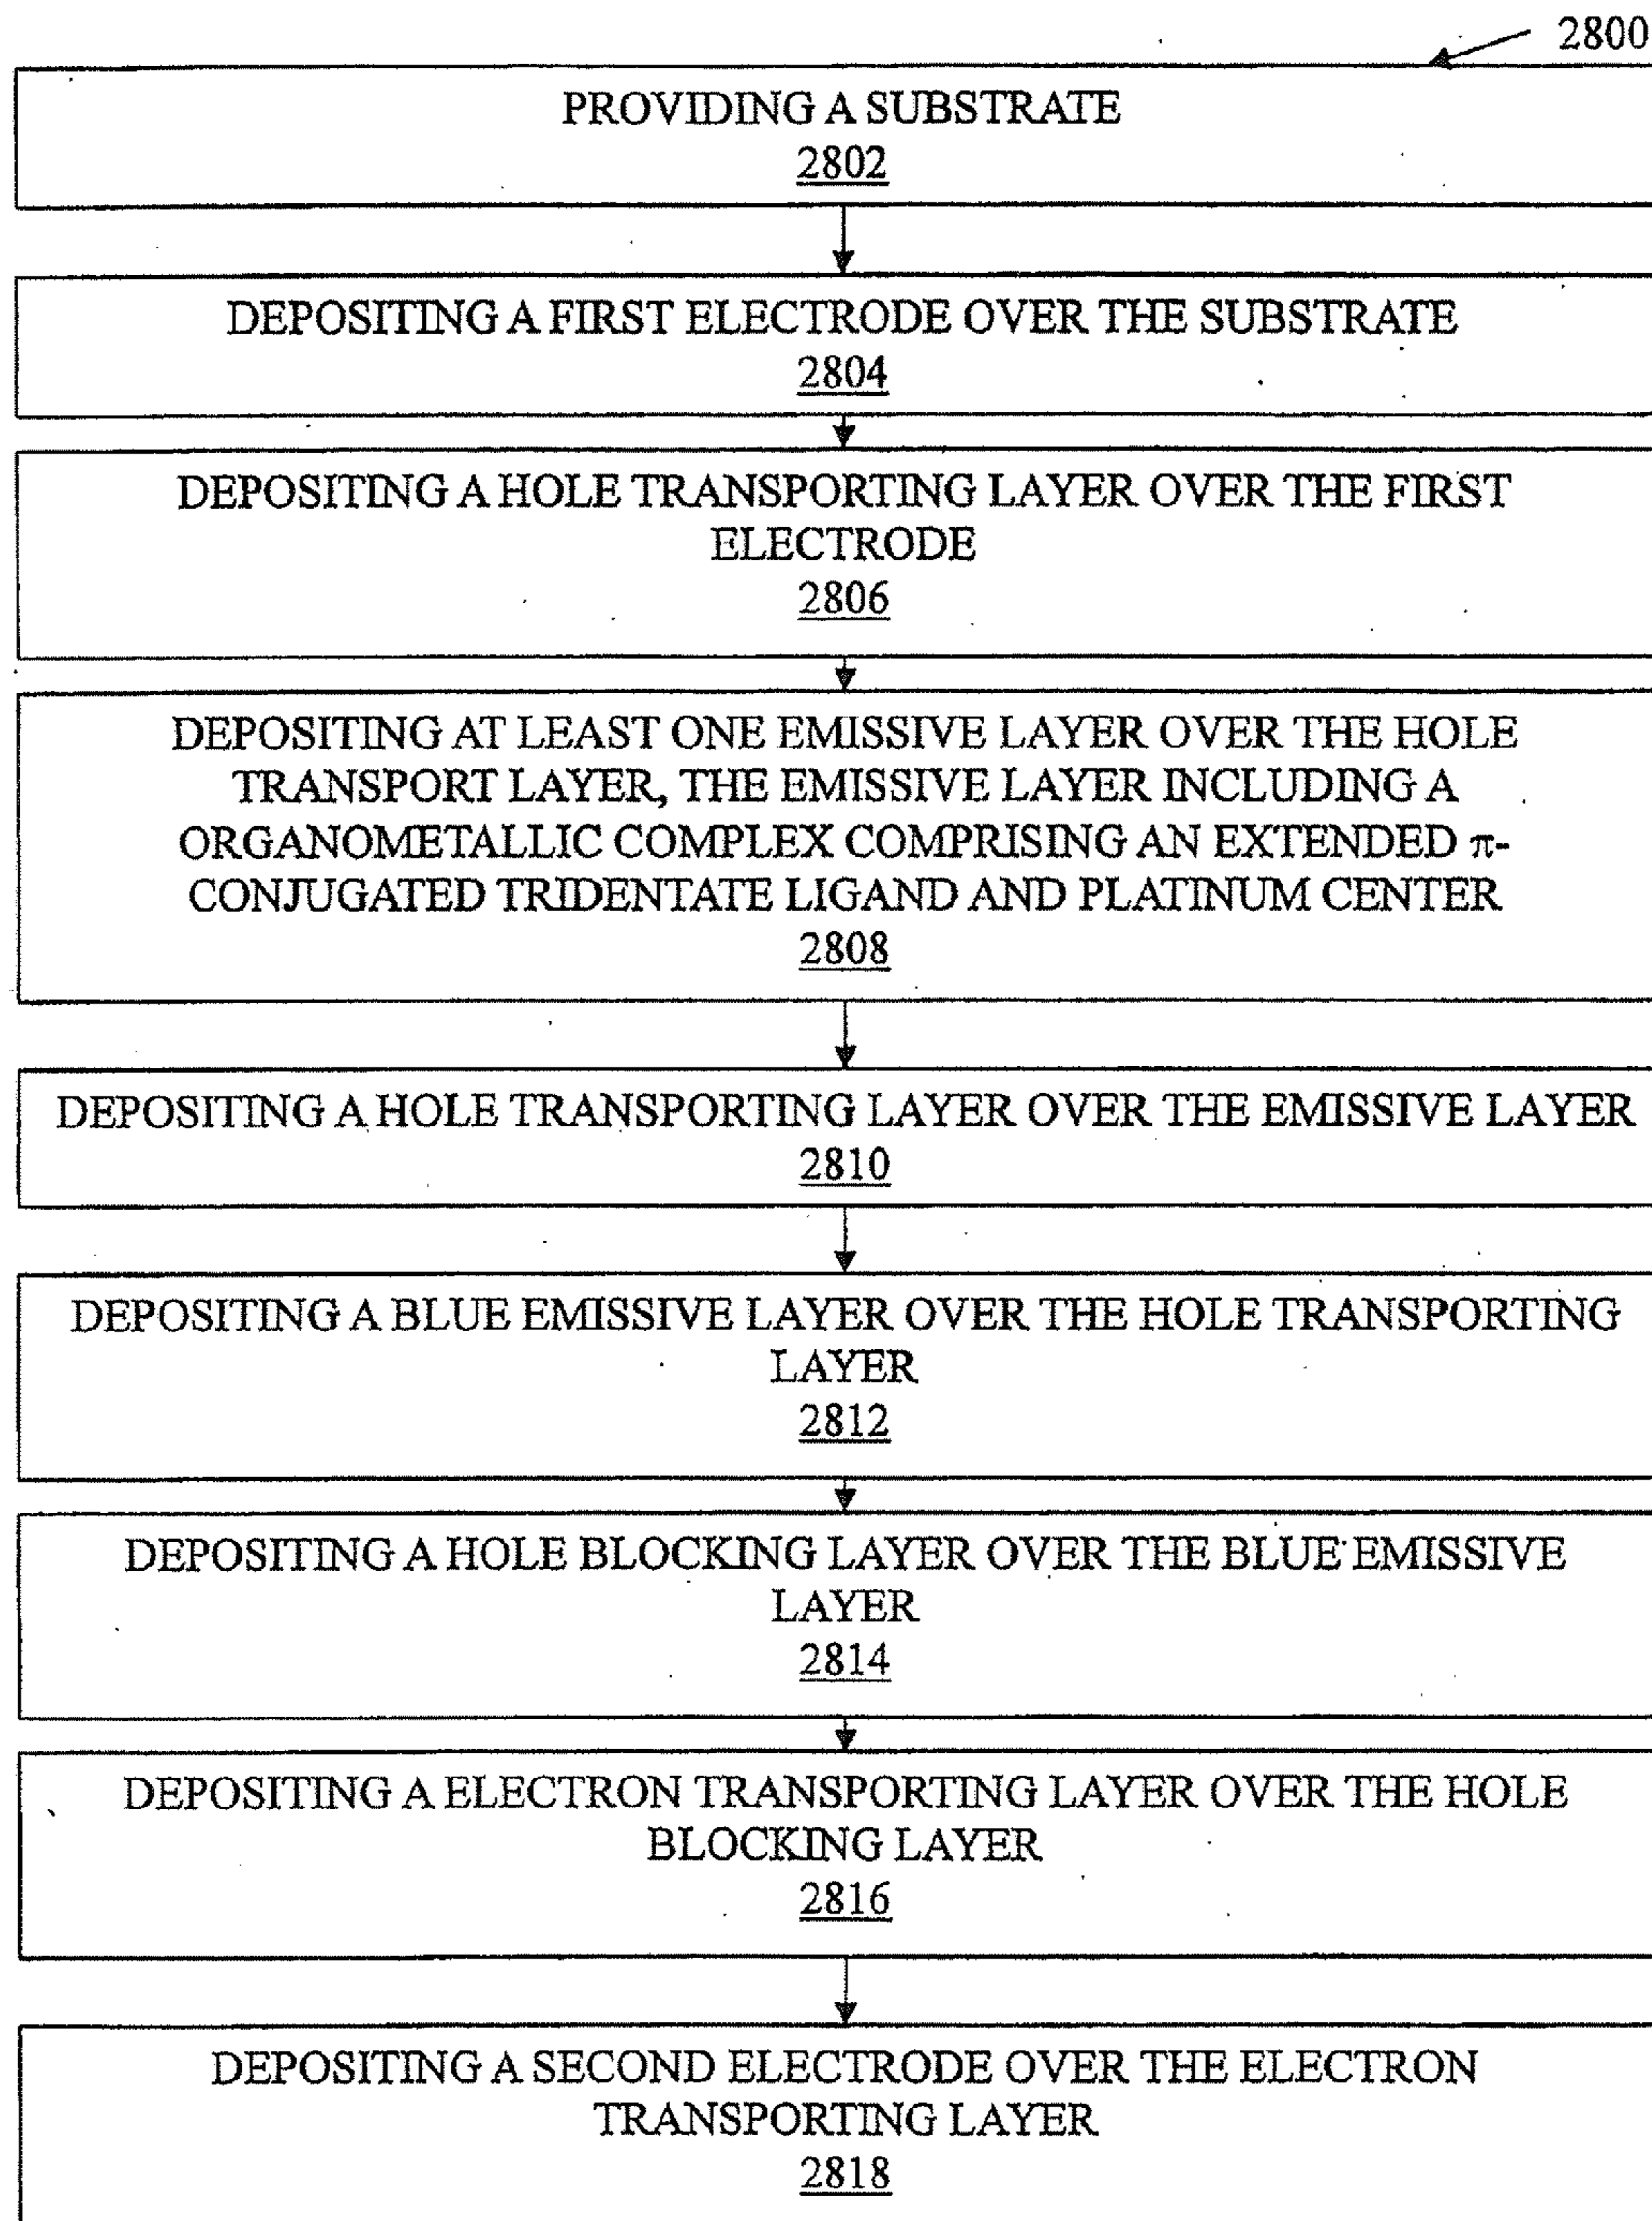 2800
PROVIDING A SUBSTRATE
2802
DEPOSITING A FIRST ELECTRODE OVER THE SUBSTRATE
2804
DEPOSITING A HOLE TRANSPORTING LAYER OVER THE FIRST
ELECTRODE
2806
DEPOSITING AT LEAST ONE EMISSIVE LAYER OVER THE HOLE
TRANSPORT LAYER, THE EMISSIVE LAYER INCLUDING A
ORGANOMETALLIC COMPLEX COMPRISING AN EXTENDED π-
CONJUGATED TRIDENTATE LIGAND AND PLATINUM CENTER
2808
DEPOSITING A HOLE TRANSPORTING LAYER OVER THE EMISSIVE LAYER
2810
DEPOSITING A BLUE EMISSIVE LAYER OVER THE HOLE TRANSPORTING
LAYER
2812
DEPOSITING A HOLE BLOCKING LAYER OVER THE BLUE EMISSIVE
LAYER
2814
DEPOSITING A ELECTRON TRANSPORTING LAYER OVER THE HOLE
BLOCKING LAYER
2816
DEPOSITING A SECOND ELECTRODE OVER THE ELECTRON
TRANSPORTING LAYER
2818